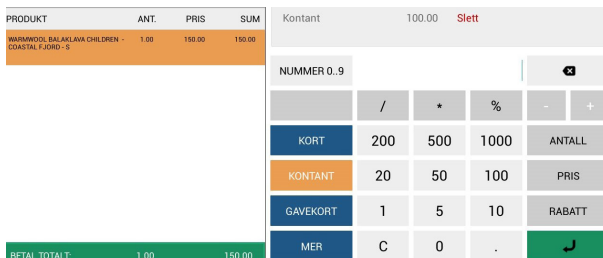 PRODUKT ANT. PRIS SUM
WARMWOOL BALAKLAVA CHILDREN - 1.00 150.00 150.00
COASTAL FJORD - S
BETAL TOTALT: 1.00 150.00
Kontant 100.00 Slett
NUMMER 0..9
/ * % - +
KORT 200 500 1000 ANTALL
KONTANT 20 50 100 PRIS
GAVEKORT 1 5 10 RABATT
MER C 0 .